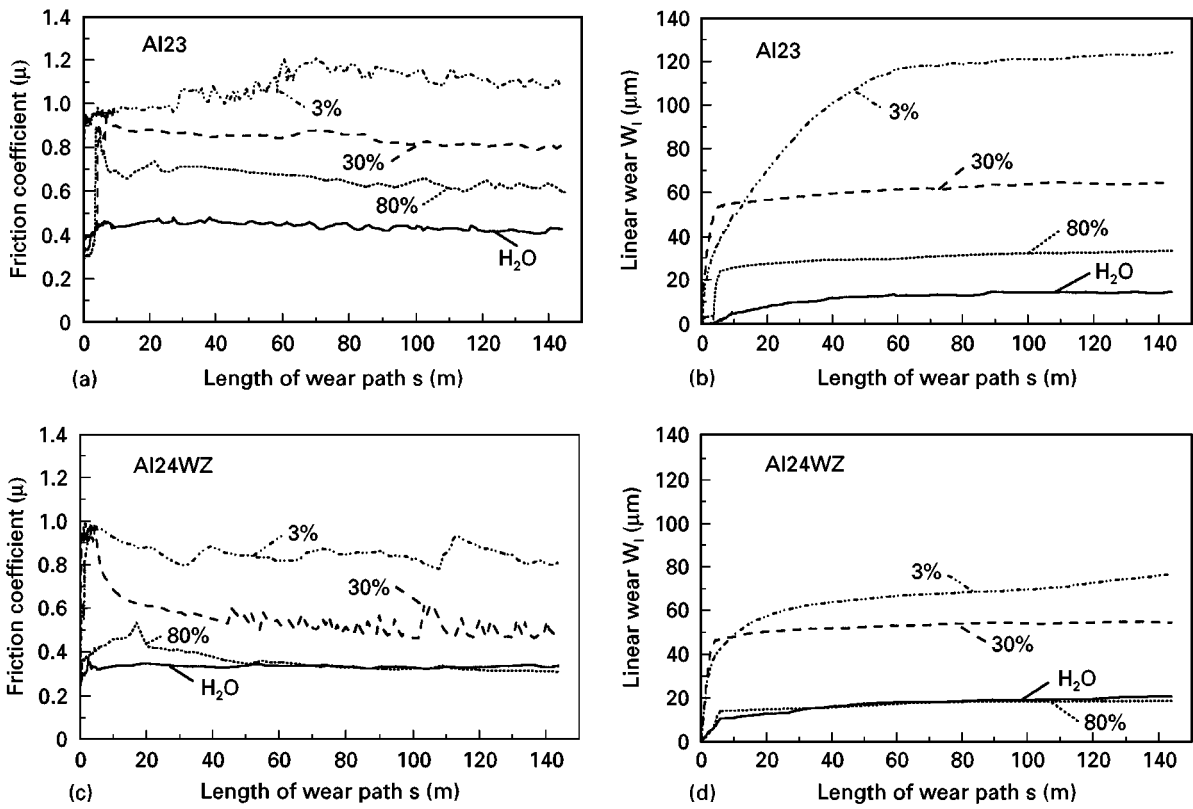 1.4
1.2
1.0
0.8
0.6
0.4
0.2
0
Friction coefficient (μ)
Al23
3%
30%
80%
H₂O
0 20 40 60 80 100 120 140
(a) Length of wear path s (m)
140
120
100
80
60
40
20
0
Linear wear Wₗ (μm)
Al23
3%
30%
80%
H₂O
0 20 40 60 80 100 120 140
(b) Length of wear path s (m)
1.4
1.2
1.0
0.8
0.6
0.4
0.2
0
Friction coefficient (μ)
Al24WZ
3%
30%
80%
H₂O
0 20 40 60 80 100 120 140
(c) Length of wear path s (m)
140
120
100
80
60
40
20
0
Linear wear Wₗ (μm)
Al24WZ
3%
30%
H₂O
80%
0 20 40 60 80 100 120 140
(d) Length of wear path s (m)